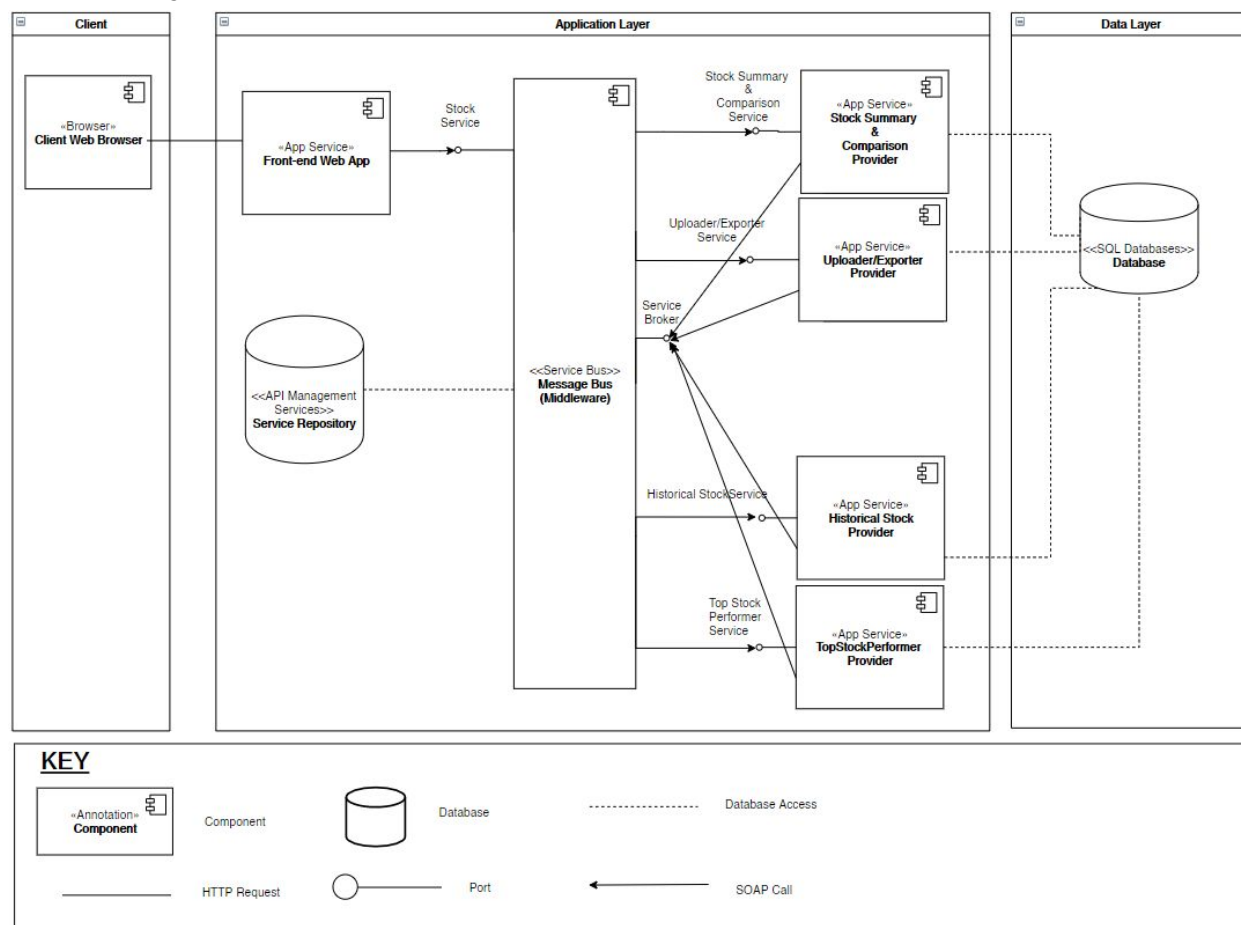 Client
Application Layer
Data Layer
«Browser»
Client Web Browser
«App Service»
Front-end Web App
Stock
Service
<<API Management
Services>>
Service Repository
<<Service Bus>>
Message Bus
(Middleware)
Stock Summary
&
Comparison
Service
«App Service»
Stock Summary
&
Comparison
Provider
Uploader/Exporter
Service
«App Service»
Uploader/Exporter
Provider
Service
Broker
Historical StockService
«App Service»
Historical Stock
Provider
Top Stock
Performer
Service
«App Service»
TopStockPerformer
Provider
<<SQL Databases>>
Database
KEY
«Annotation»
Component
Component
Database
Database Access
HTTP Request
Port
SOAP Call